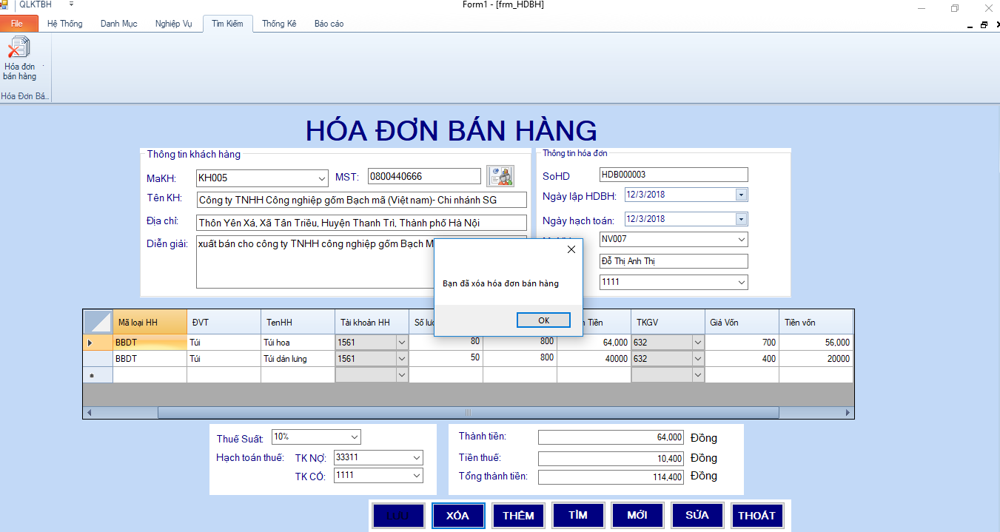 QLKTBH
Form1 - [frm_HDBH]
File Hệ Thống Danh Mục Nghiệp Vụ Tìm Kiếm Thống Kê Báo cáo
Hóa đơn
bán hàng
Hóa Đơn Bá...
HÓA ĐƠN BÁN HÀNG
Thông tin khách hàng
MaKH: KH005 MST: 0800440666
Tên KH: Công ty TNHH Công nghiệp gốm Bạch mã (Việt nam)- Chi nhánh SG
Địa chỉ: Thôn Yên Xá, Xã Tân Triều, Huyện Thanh Trì, Thành phố Hà Nội
Diễn giải: xuất bán cho công ty TNHH công nghiệp gốm Bạch M
Thông tin hóa đơn
SoHD HDB000003
Ngày lập HDBH: 12/3/2018
Ngày hạch toán: 12/3/2018
NV007
Đỗ Thị Anh Thị
1111
Bạn đã xóa hóa đơn bán hàng
OK
Mã loại HH ĐVT TenHH Tài khoản HH Số lư Tiền TKGV Giá Vốn Tiền vốn
BBDT Túi Túi hoa 1561 80 800 64,000 632 700 56,000
BBDT Túi Túi dán lưng 1561 50 800 40000 632 400 20000
Thuế Suất: 10%
Hạch toán thuế: TK NỢ: 33311
TK CÓ: 1111
Thành tiền: 64,000 Đồng
Tiền thuế: 10,400 Đồng
Tổng thành tiền: 114,400 Đồng
LƯU XÓA THÊM TÌM MỚI SỬA THOÁT